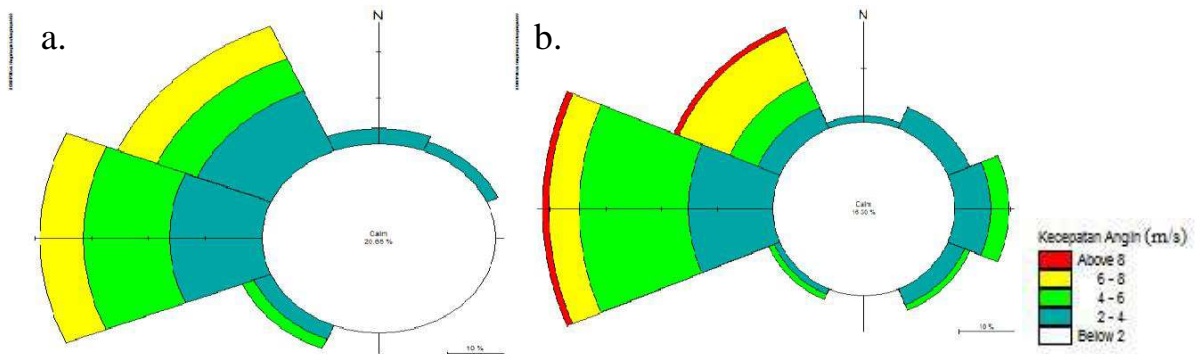 a.
N
Calm
20.66 %
10 %
b.
N
Calm
16.30 %
10 %
Kecepatan Angin (m/s)
Above 8
6 - 8
4 - 6
2 - 4
Below 2